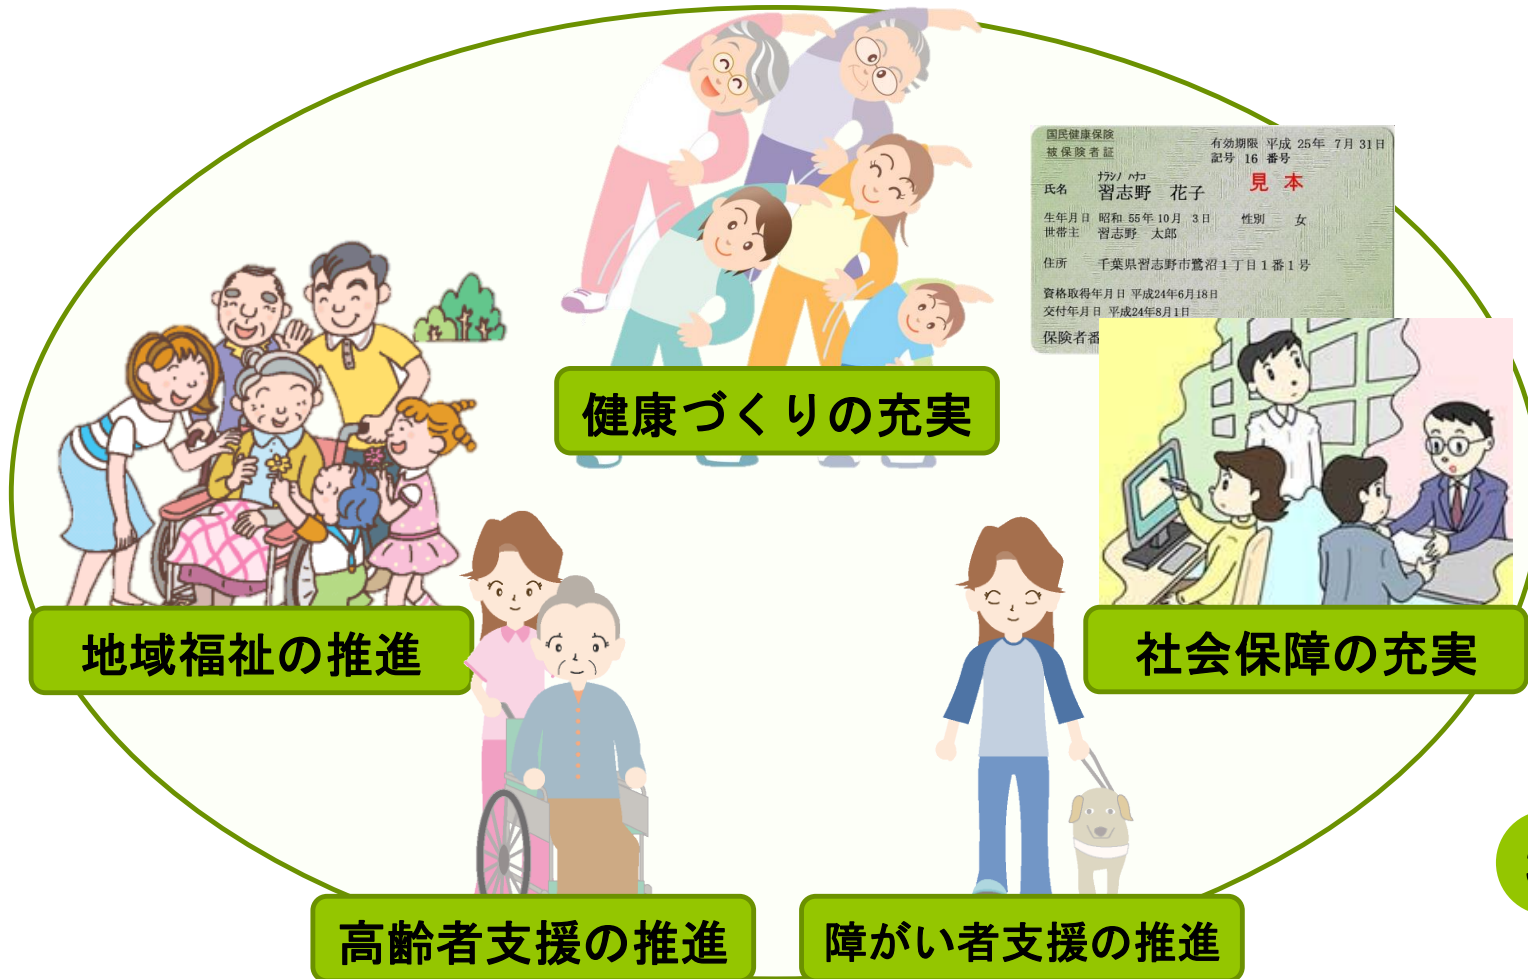 健康づくりの充実
国民健康保険
被保険者証
有効期限 平成 25年 7月 31日
記号 16 番号
見本
ナラシノ ハナコ
氏名 習志野 花子
生年月日 昭和 55年 10月 3日 性別 女
世帯主 習志野 太郎
住所 千葉県習志野市鷺沼1丁目1番1号
資格取得年月日 平成24年6月18日
交付年月日 平成24年8月1日
保険者番
地域福祉の推進
社会保障の充実
高齢者支援の推進
障がい者支援の推進